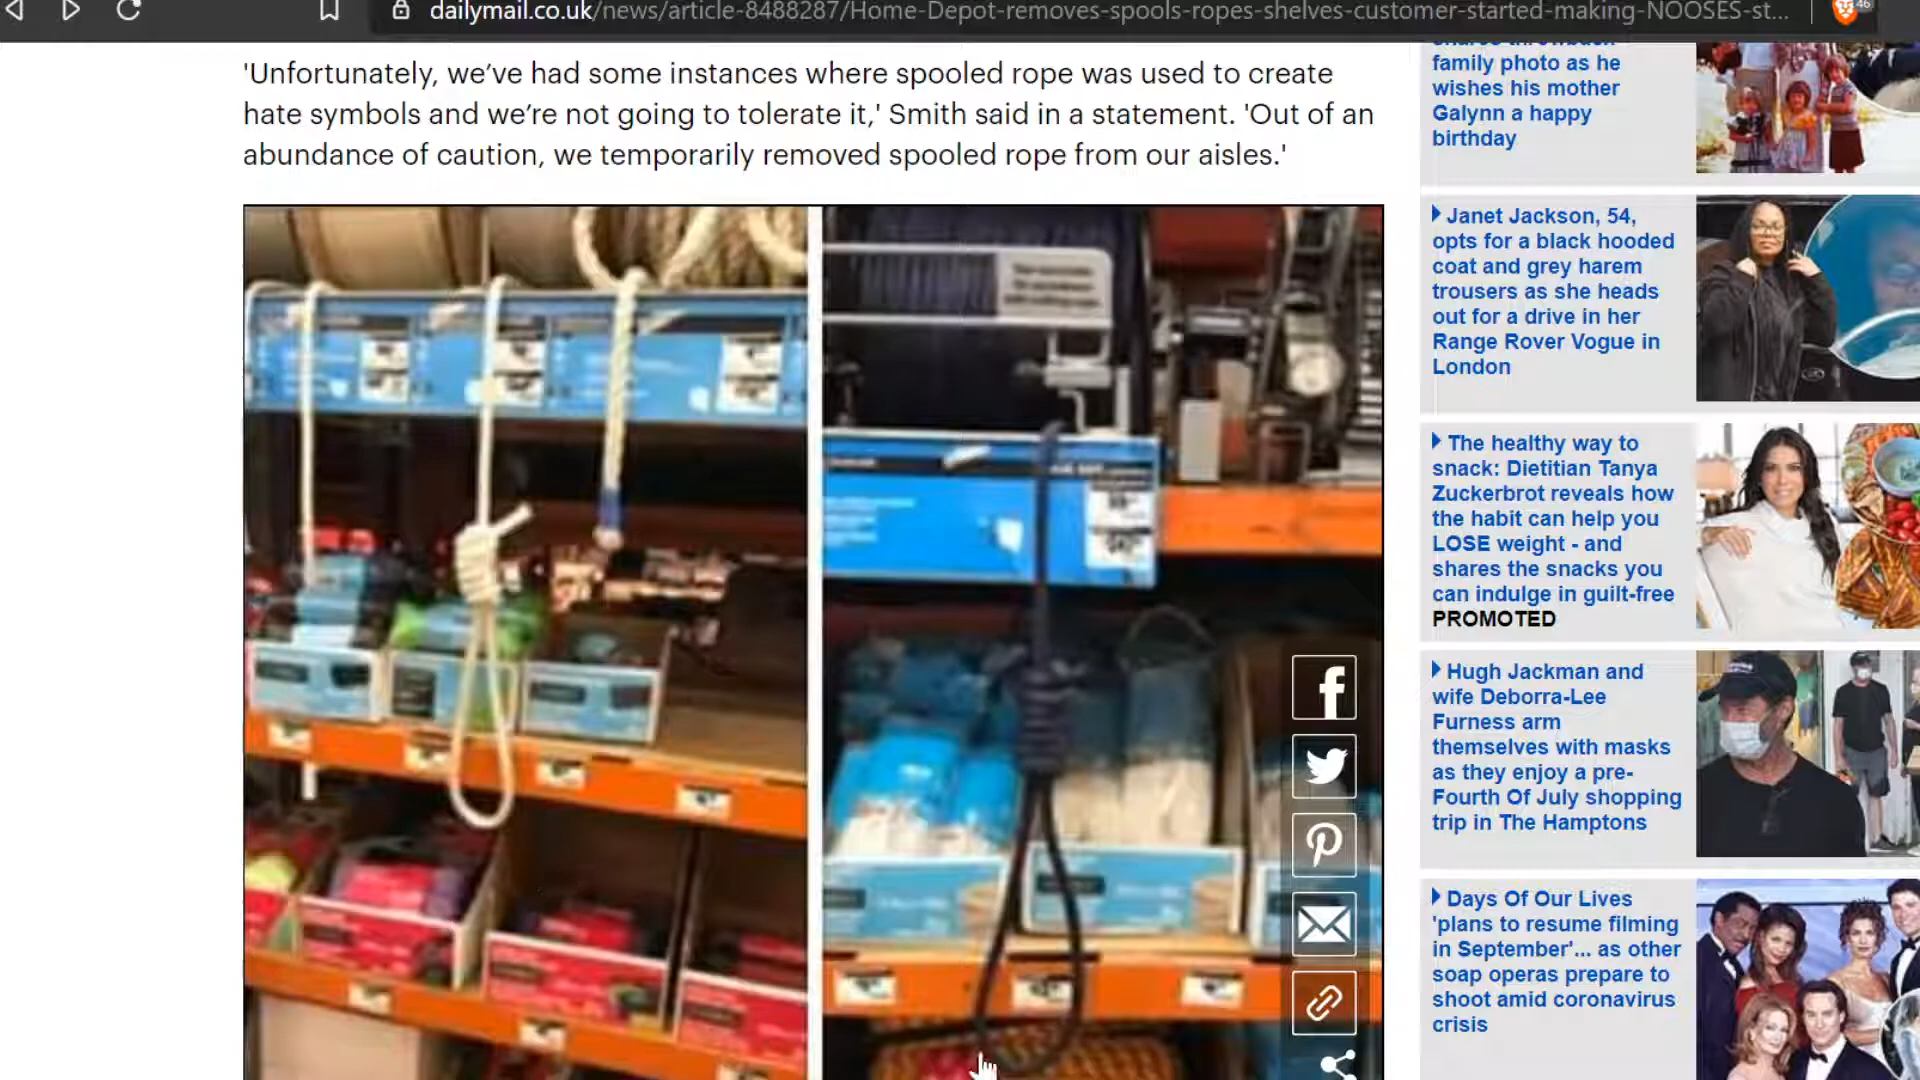 dailymail.co.uk/news/article-8488287/Home-Depot-removes-spools-ropes-shelves-customer-started-making-NOOSES-st...
46
'Unfortunately, we've had some instances where spooled rope was used to create
hate symbols and we're not going to tolerate it,' Smith said in a statement. 'Out of an
abundance of caution, we temporarily removed spooled rope from our aisles.'
family photo as he
wishes his mother
Galynn a happy
birthday
Janet Jackson, 54,
opts for a black hooded
coat and grey harem
trousers as she heads
out for a drive in her
Range Rover Vogue in
London
The healthy way to
snack: Dietitian Tanya
Zuckerbrot reveals how
the habit can help you
LOSE weight - and
shares the snacks you
can indulge in guilt-free
PROMOTED
Hugh Jackman and
wife Deborra-Lee
Furness arm
themselves with masks
as they enjoy a pre-
Fourth Of July shopping
trip in The Hamptons
Days Of Our Lives
'plans to resume filming
in September'... as other
soap operas prepare to
shoot amid coronavirus
crisis